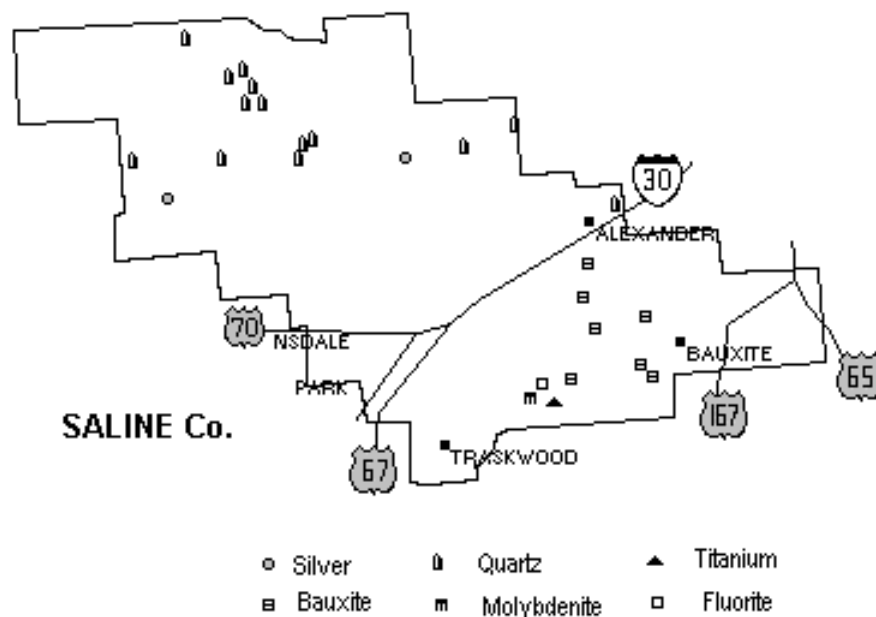 30
ALEXANDER
70
NSDALE
BAUXITE
65
PARK
167
SALINE Co.
TRASKWOOD
67
Silver Quartz Titanium
Bauxite Molybdenite Fluorite